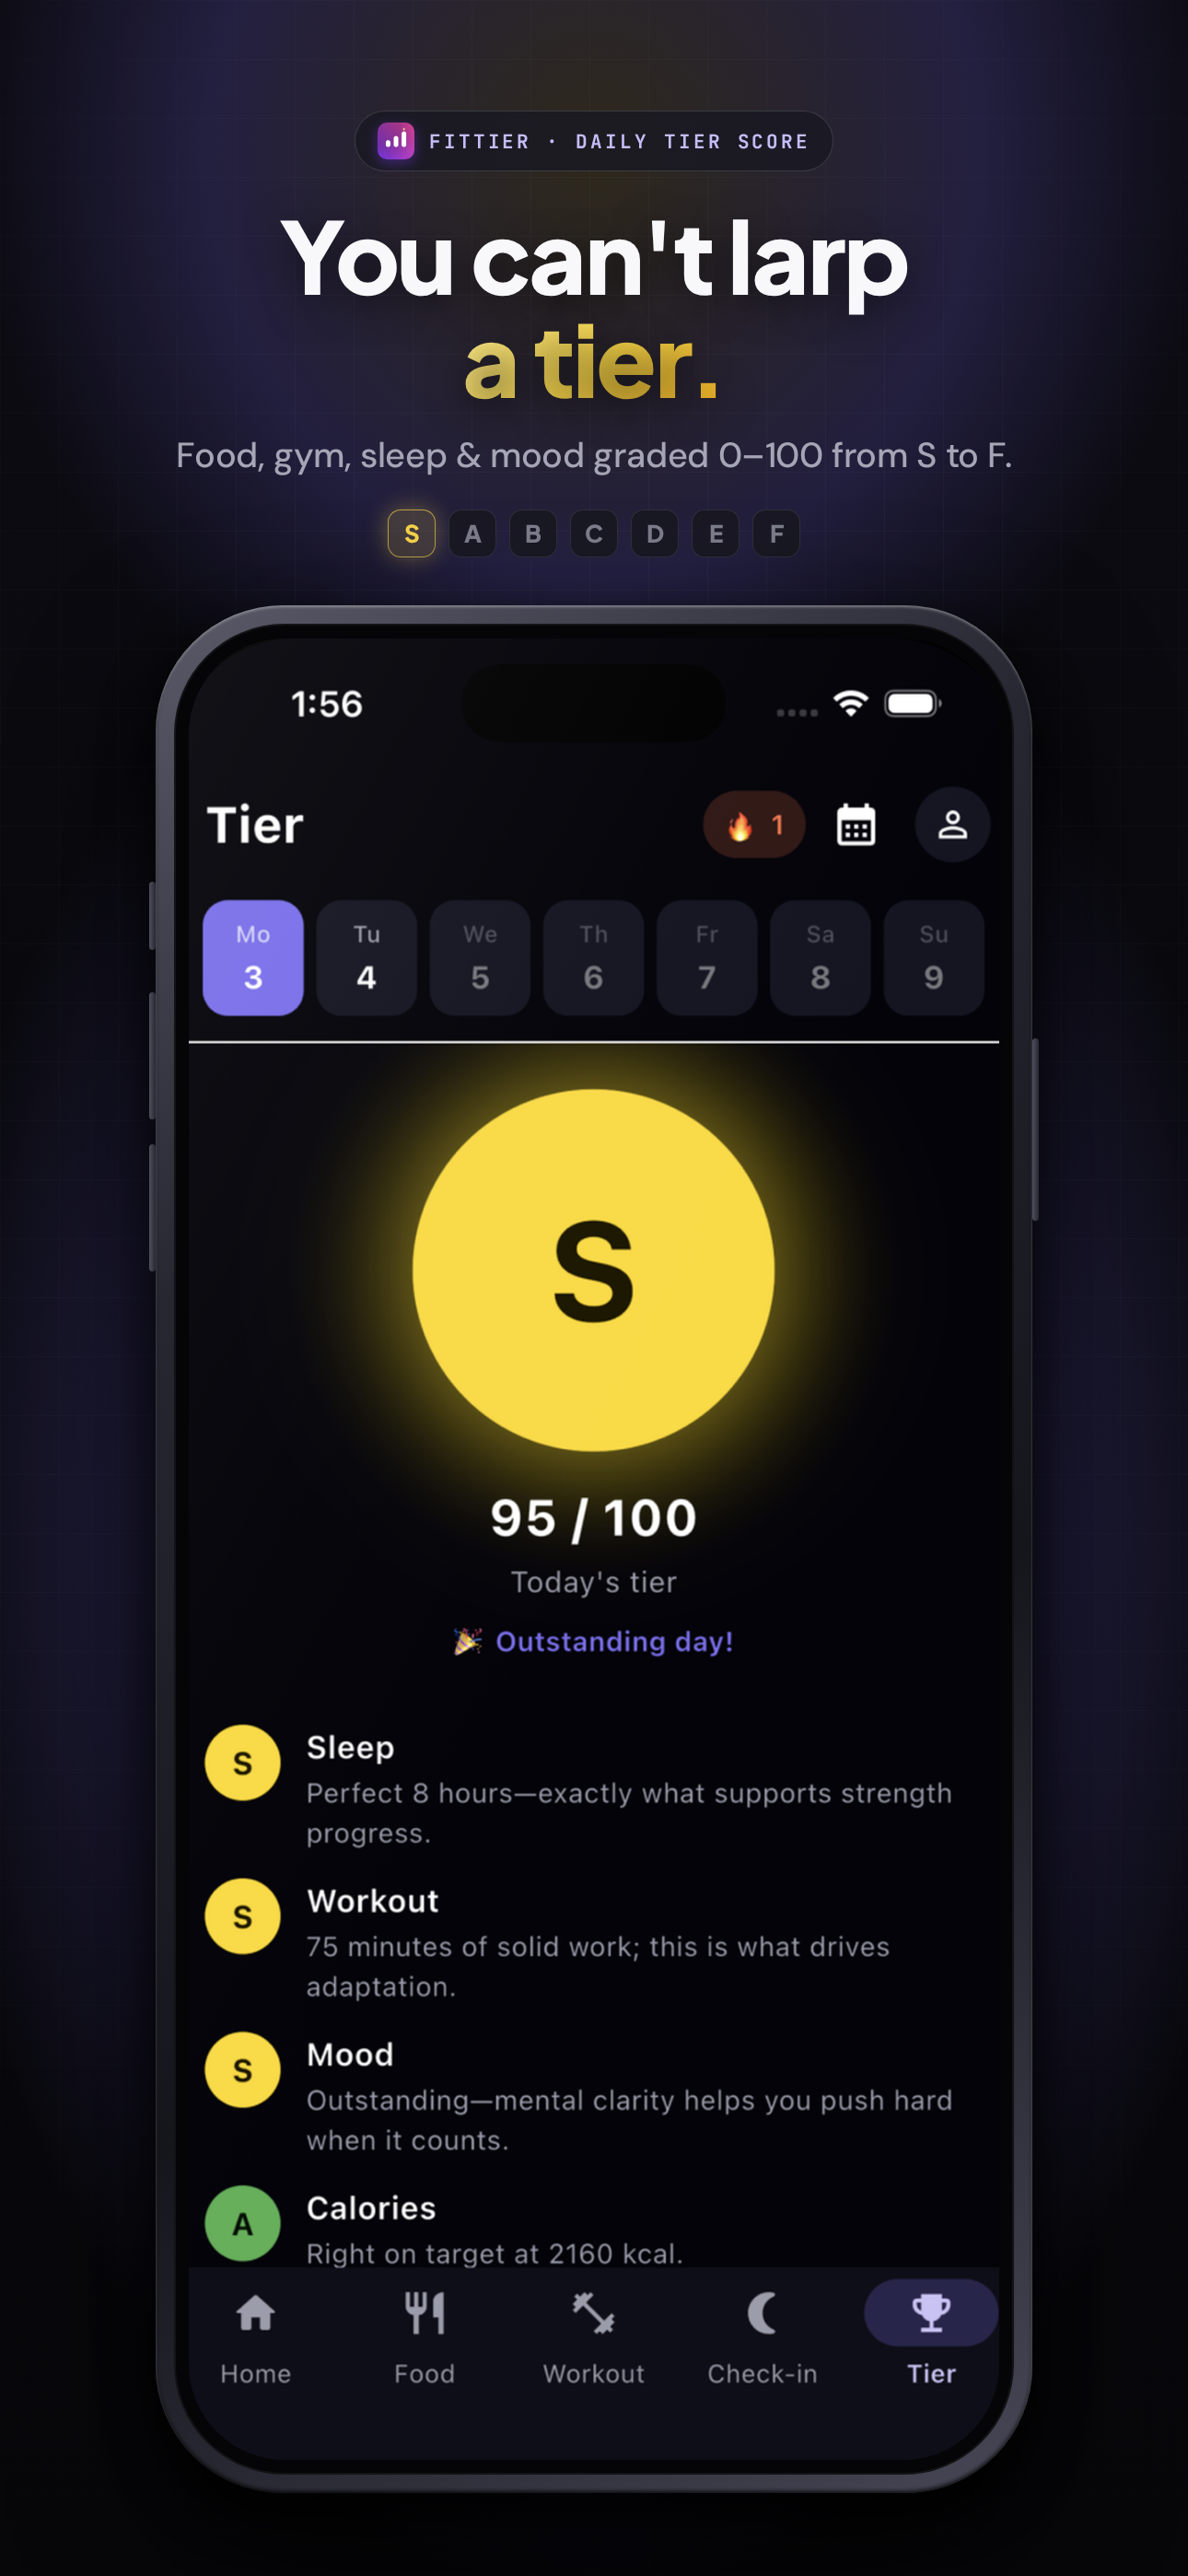 FITTIER · DAILY TIER SCORE
You can't larp
a tier.
Food, gym, sleep & mood graded 0–100 from S to F.
S A B C D E F
1:56
Tier
🔥 1
Mo Tu We Th Fr Sa Su
3 4 5 6 7 8 9
S
95 / 100
Today's tier
🎉 Outstanding day!
S
Sleep
Perfect 8 hours—exactly what supports strength
progress.
S
Workout
75 minutes of solid work; this is what drives
adaptation.
S
Mood
Outstanding—mental clarity helps you push hard
when it counts.
A
Calories
Right on target at 2160 kcal.
Home Food Workout Check-in Tier